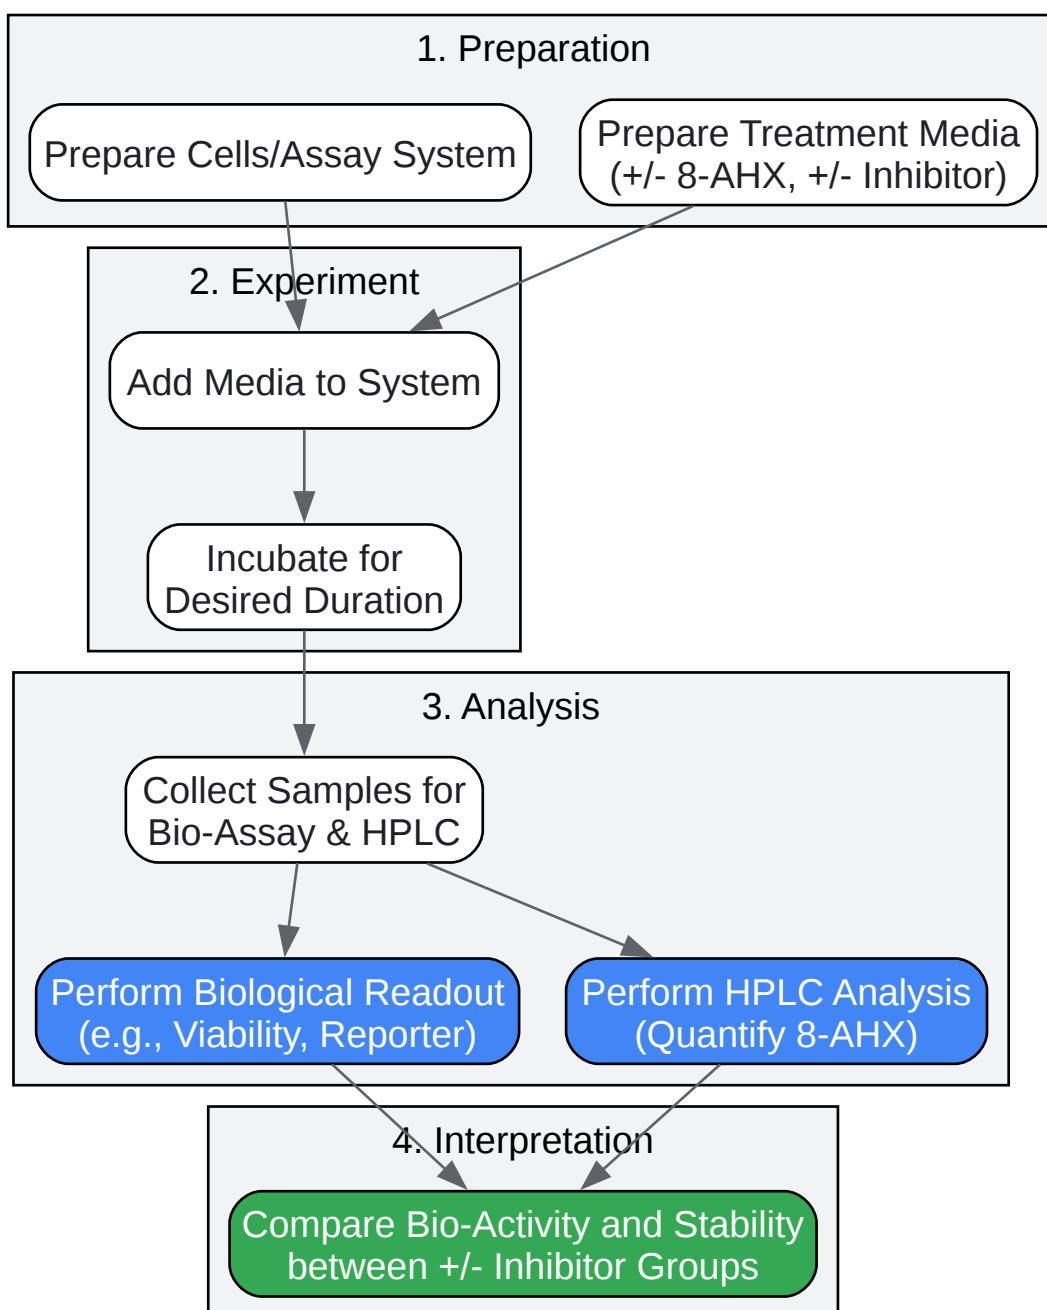 1. Preparation
Prepare Cells/Assay System
Prepare Treatment Media
(+/- 8-AHX, +/- Inhibitor)
2. Experiment
Add Media to System
Incubate for
Desired Duration
3. Analysis
Collect Samples for
Bio-Assay & HPLC
Perform Biological Readout
(e.g., Viability, Reporter)
Perform HPLC Analysis
(Quantify 8-AHX)
4. Interpretation
Compare Bio-Activity and Stability
between +/- Inhibitor Groups